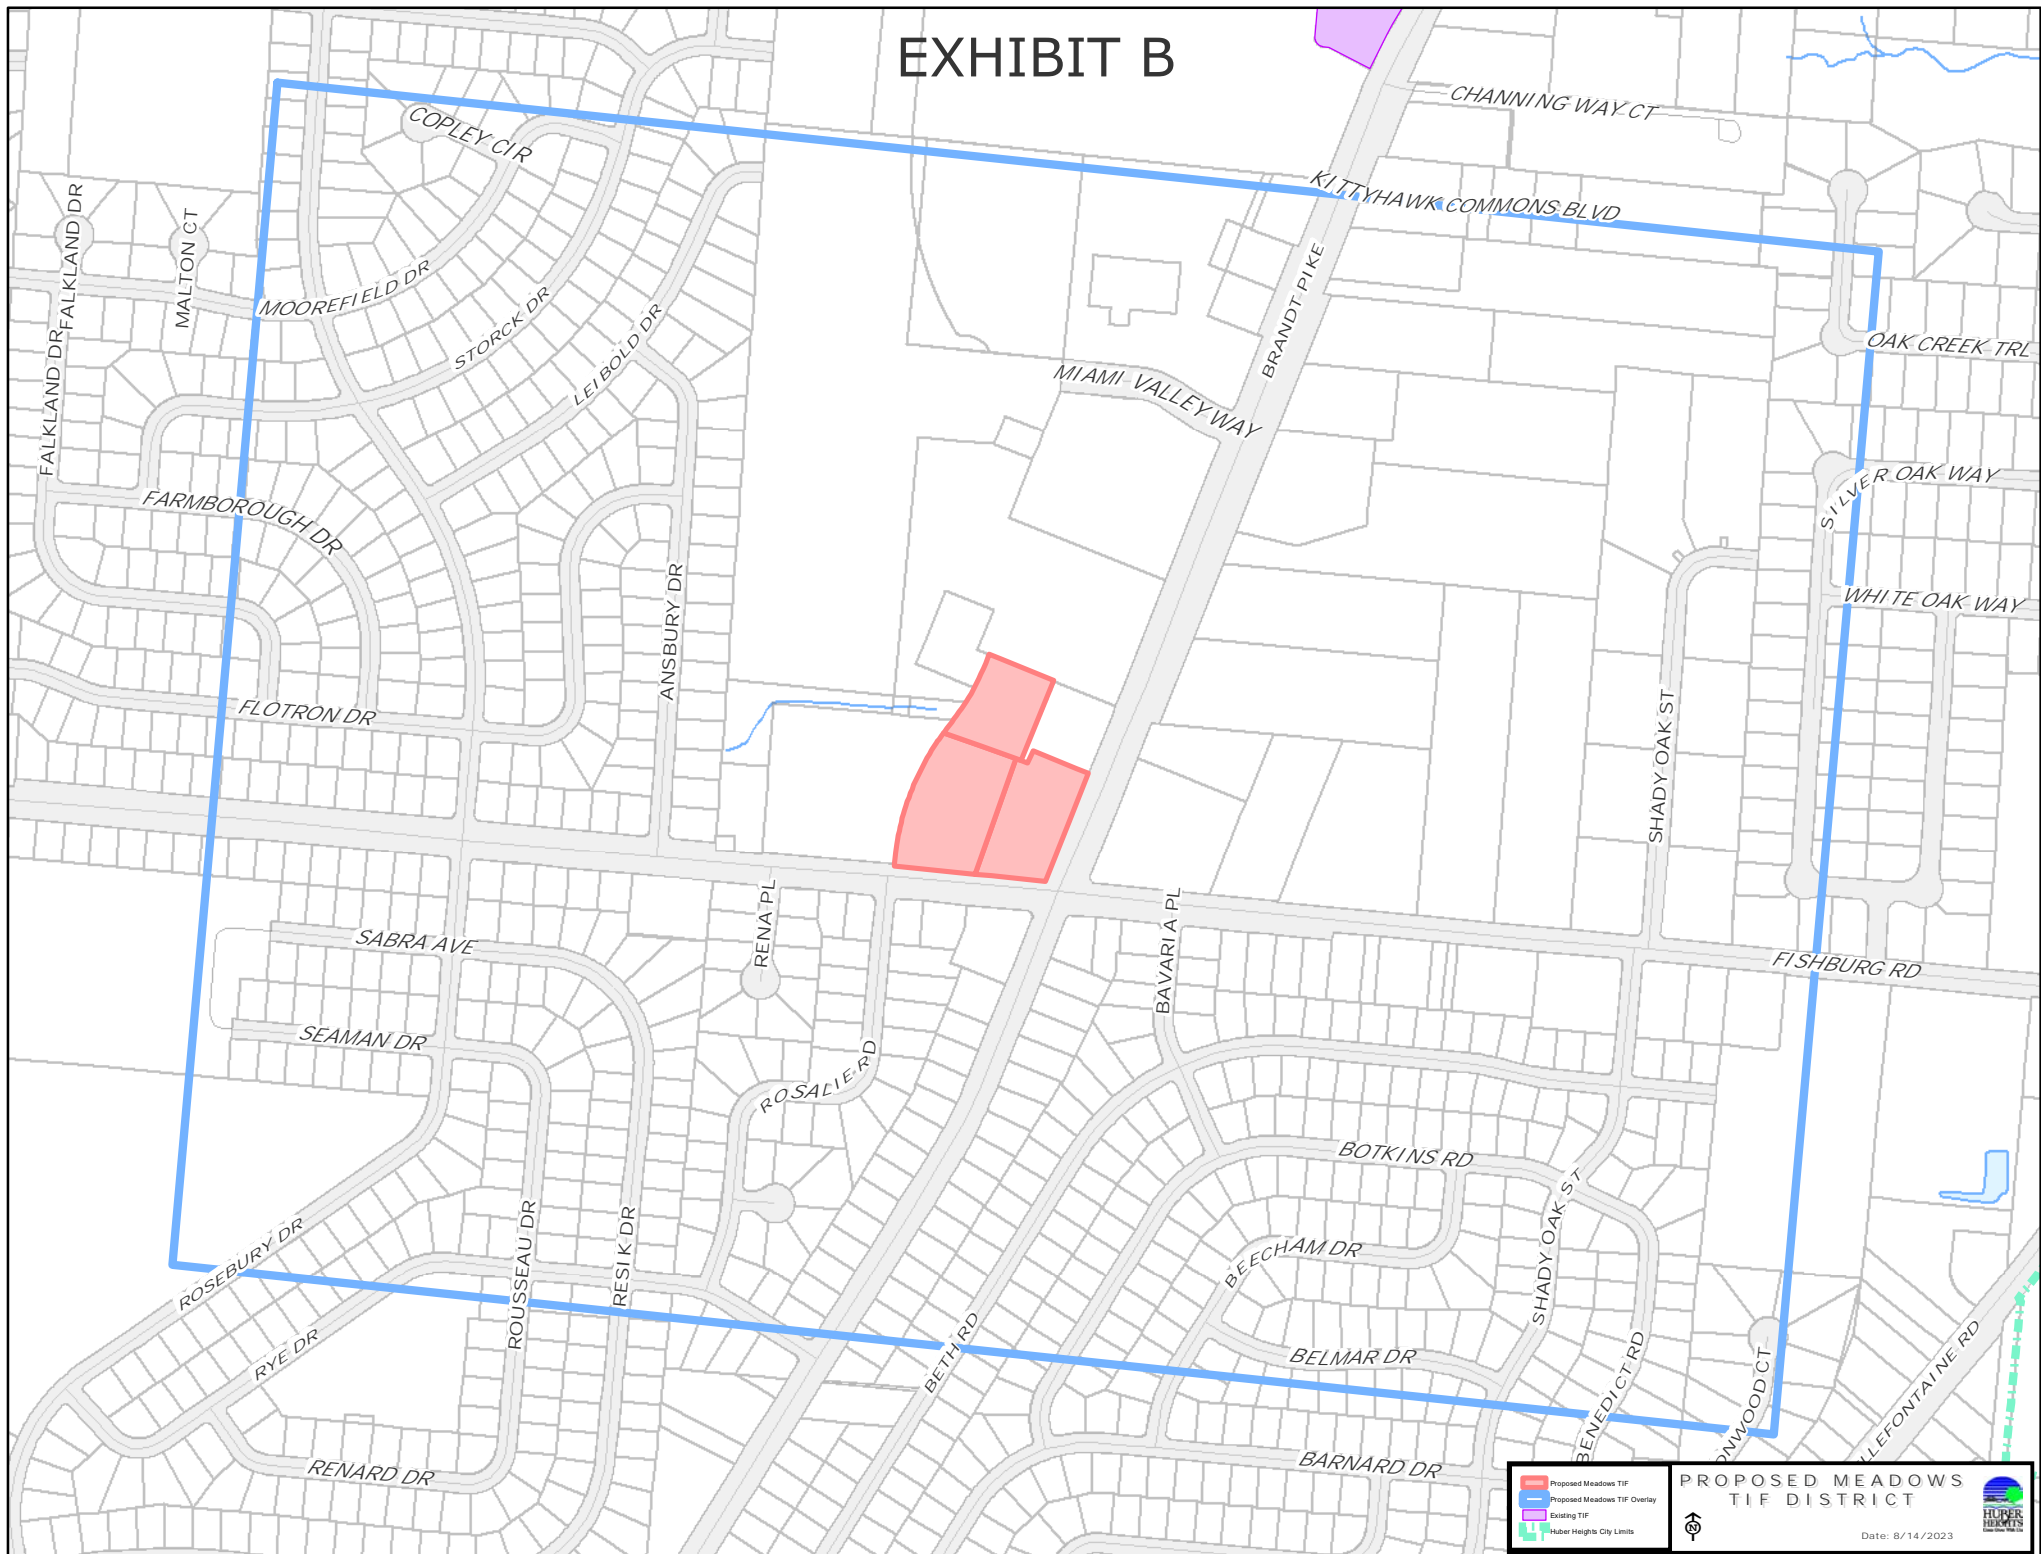 EXHIBIT B
CHANNING WAY CT
COPLEY CIR
KITTYHAWK COMMONS BLVD
FALKLAND DR
MALTON CT
MOOREFIELD DR
STORCK DR
LEIBOLD DR
BRANDT PIKE
OAK CREEK TRL
FALKLAND DR
MIAMI VALLEY WAY
FARMBOROUGH DR
SILVER OAK WAY
WHITE OAK WAY
ANSBURY DR
FLOTRON DR
SHADY OAK ST
SABRA AVE
RENA PL
BAVARIA PL
FISHBURG RD
SEAMAN DR
ROSALIE RD
BOTKINS RD
ROSEBURY DR
ROUSSEAU DR
RESIK DR
BEECHAM DR
SHADY OAK ST
RYE DR
BETH RD
BELMAR DR
BENEDICT RD
ONWOOD CT
LLEFONTAINE RD
RENARD DR
BARNARD DR
Proposed Meadows TIF
Proposed Meadows TIF Overlay
Existing TIF
Huber Heights City Limits
PROPOSED MEADOWS
TIF DISTRICT
N
Date: 8/14/2023
HUBER
HEIGHTS